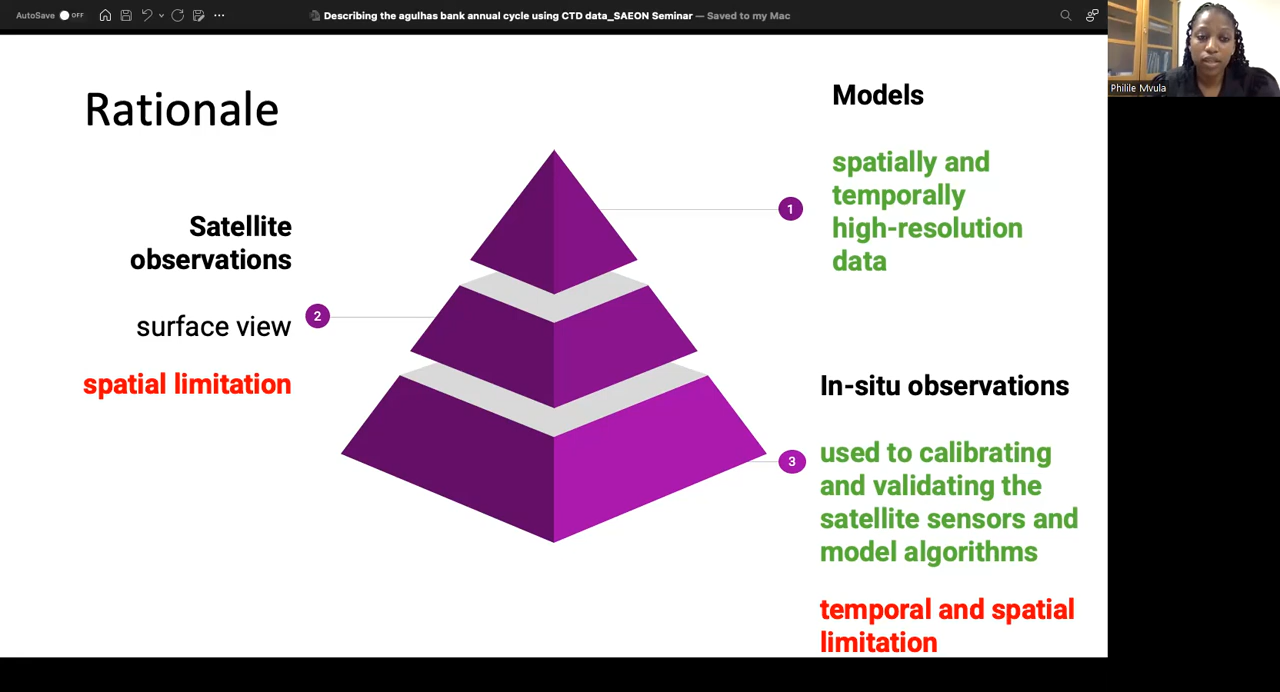 AutoSave OFF
Describing the agulhas bank annual cycle using CTD data_SAEON Seminar — Saved to my Mac
Philile Mvula
Rationale
Satellite
observations
surface view
spatial limitation
2
Models
spatially and
temporally
high-resolution
data
1
In-situ observations
used to calibrating
and validating the
satellite sensors and
model algorithms
temporal and spatial
limitation
3